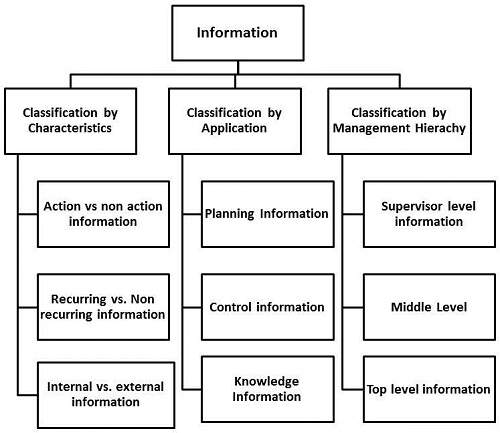 Information
Classification by
Characteristics
Action vs non action
information
Recurring vs. Non
recurring information
Internal vs. external
information
Classification by
Application
Planning Information
Control information
Knowledge
Information
Classification by
Management Hierachy
Supervisor level
information
Middle Level
Top level information